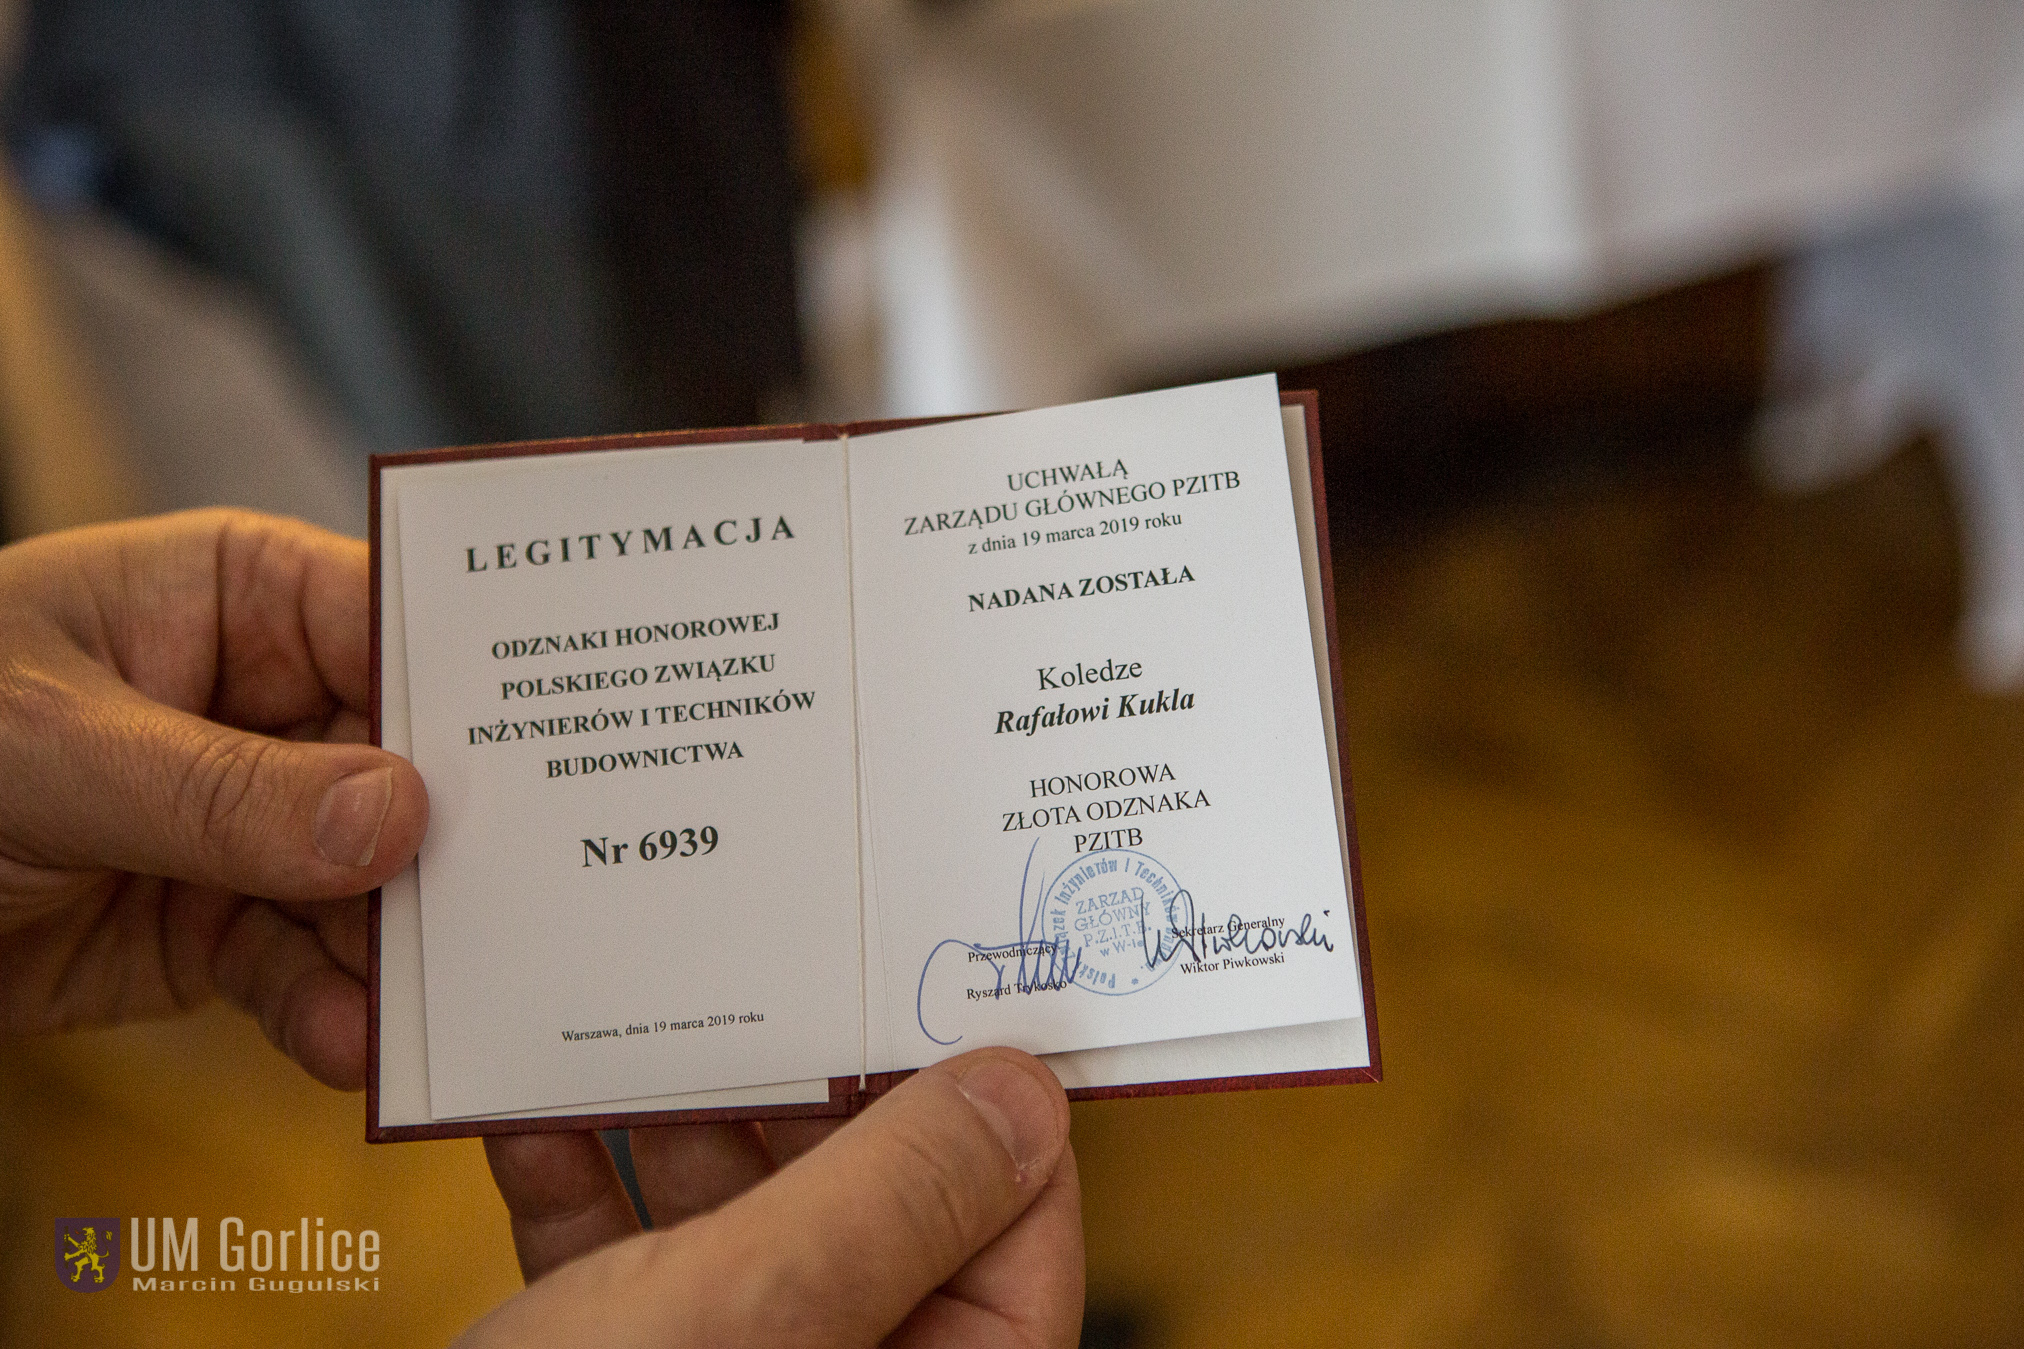 LEGITYMACJA
ODZNAKI HONOROWEJ
POLSKIEGO ZWIĄZKU
INŻYNIERÓW I TECHNIKÓW
BUDOWNICTWA
Nr 6939
Warszawa, dnia 19 marca 2019 roku
UCHWAŁĄ
ZARZĄDU GŁÓWNEGO PZITB
z dnia 19 marca 2019 roku
NADANA ZOSTAŁA
Koledze
Rafałowi Kukla
HONOROWA
ZŁOTA ODZNAKA
PZITB
ZARZĄD
GŁÓWNY
P.Z.I.T.B.
Inżynierów i Techników
Przewodniczący
Ryszard Trykosko
Sekretarz Generalny
Wiktor Piwkowski
UM Gorlice
Marcin Gugulski